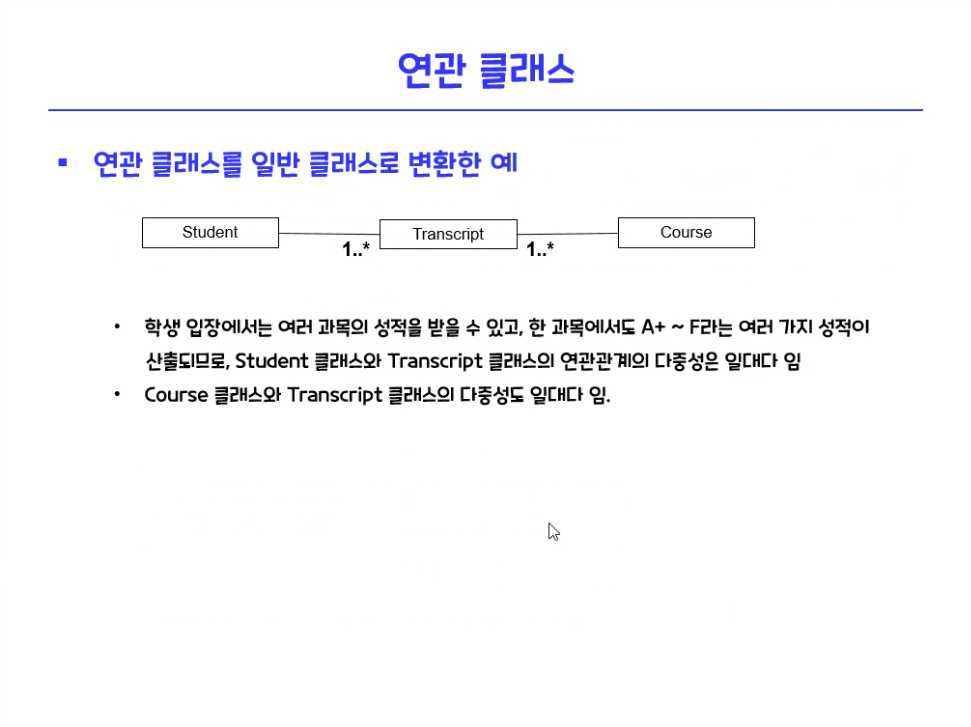 연관 클래스
▪ 연관 클래스를 일반 클래스로 변환한 예
Student Transcript Course
1..* 1..*
• 학생 입장에서는 여러 과목의 성적을 받을 수 있고, 한 과목에서도 A+ ~ F라는 여러 가지 성적이
산출되므로, Student 클래스와 Transcript 클래스의 연관관계의 다중성은 일대다 임
• Course 클래스와 Transcript 클래스의 다중성도 일대다 임.